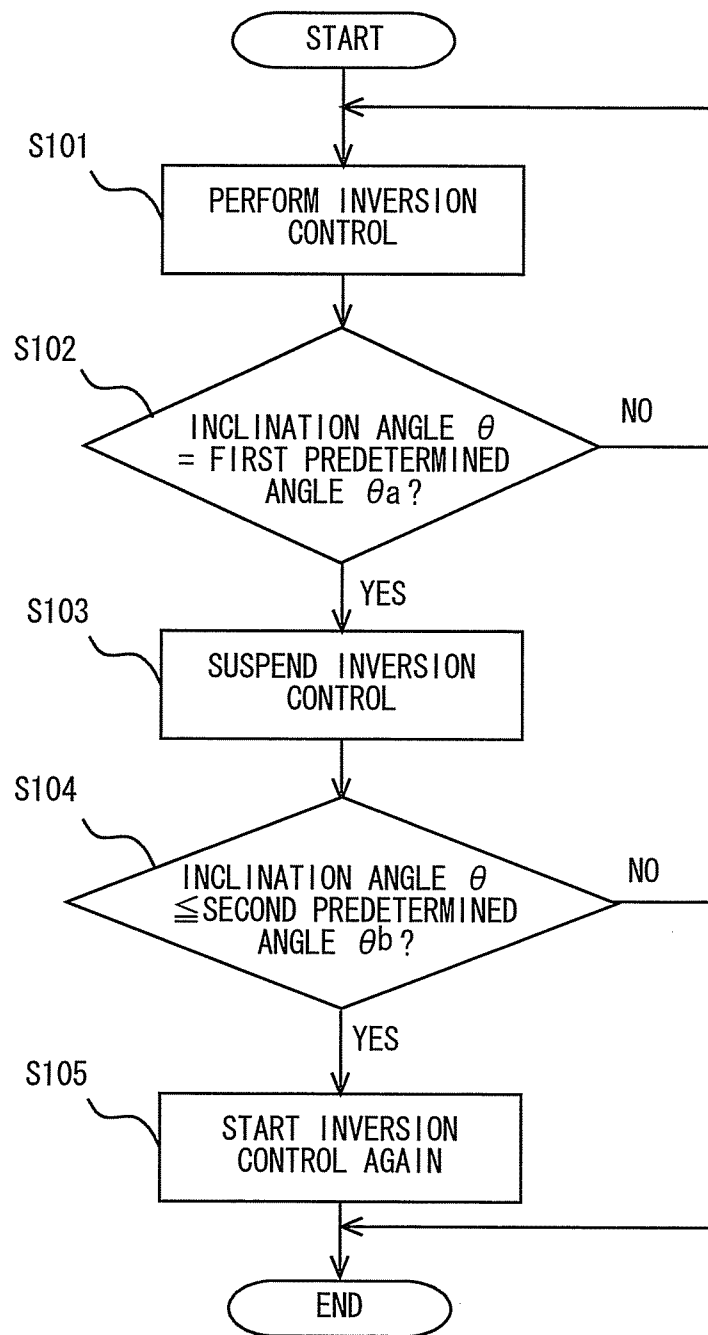 START
S101
PERFORM INVERSION
CONTROL
S102
INCLINATION ANGLE θ
= FIRST PREDETERMINED
ANGLE θa?
NO
YES
S103
SUSPEND INVERSION
CONTROL
S104
INCLINATION ANGLE θ
≦SECOND PREDETERMINED
ANGLE θb?
NO
YES
S105
START INVERSION
CONTROL AGAIN
END